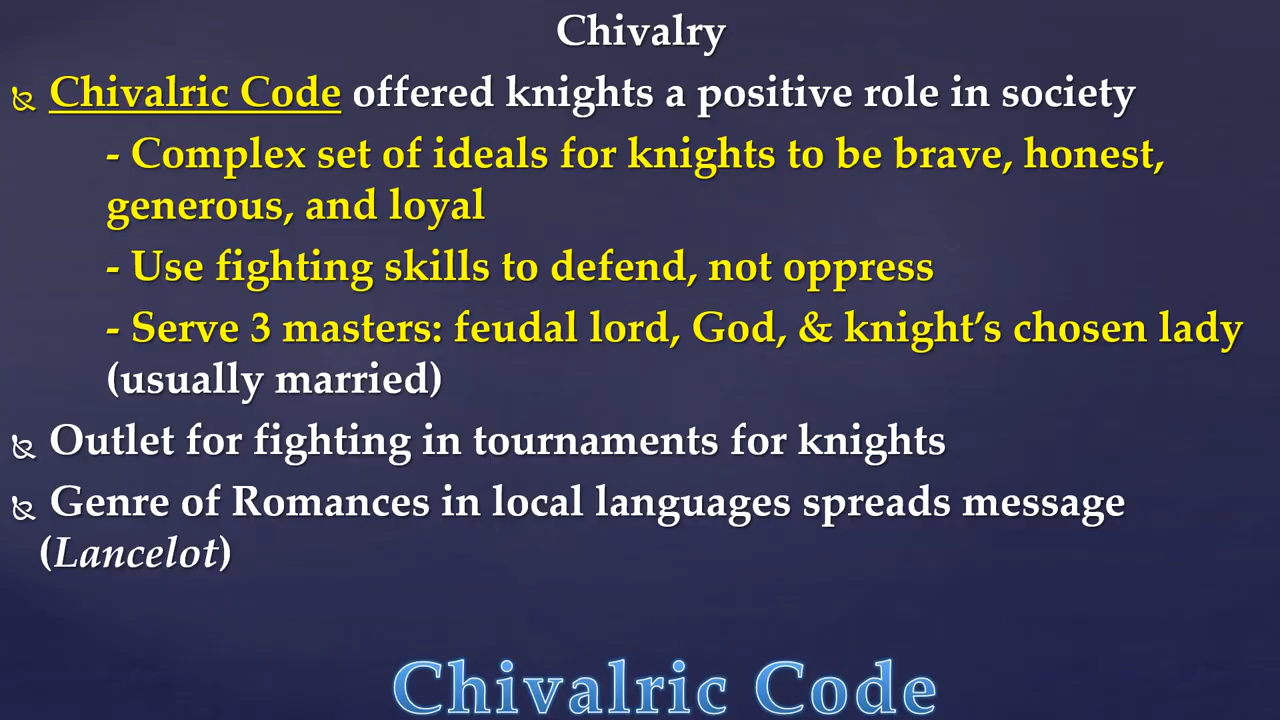 Chivalry
Chivalric Code offered knights a positive role in society
- Complex set of ideals for knights to be brave, honest,
generous, and loyal
- Use fighting skills to defend, not oppress
- Serve 3 masters: feudal lord, God, & knight’s chosen lady
(usually married)
Outlet for fighting in tournaments for knights
Genre of Romances in local languages spreads message
(Lancelot)
Chivalric Code